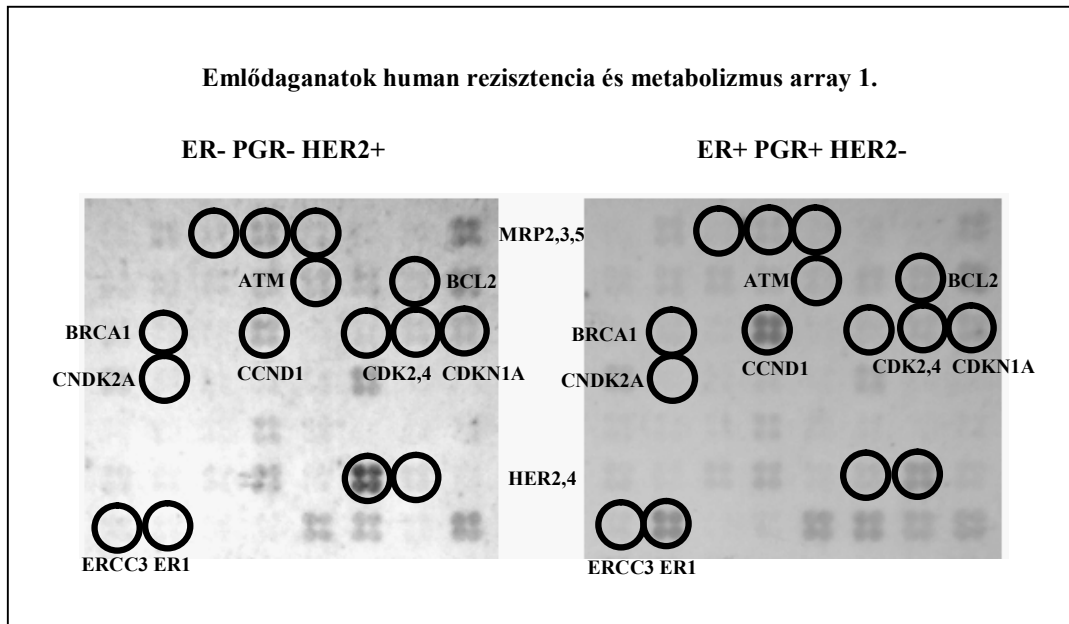 Emlődaganatok human rezisztencia és metabolizmus array 1.
ER- PGR- HER2+
ER+ PGR+ HER2-
MRP2,3,5
ATM
BCL2
ATM
BCL2
BRCA1
BRCA1
CCND1
CDK2,4
CDKN1A
CCND1
CDK2,4
CDKN1A
CNDK2A
CNDK2A
HER2,4
ERCC3 ER1
ERCC3 ER1